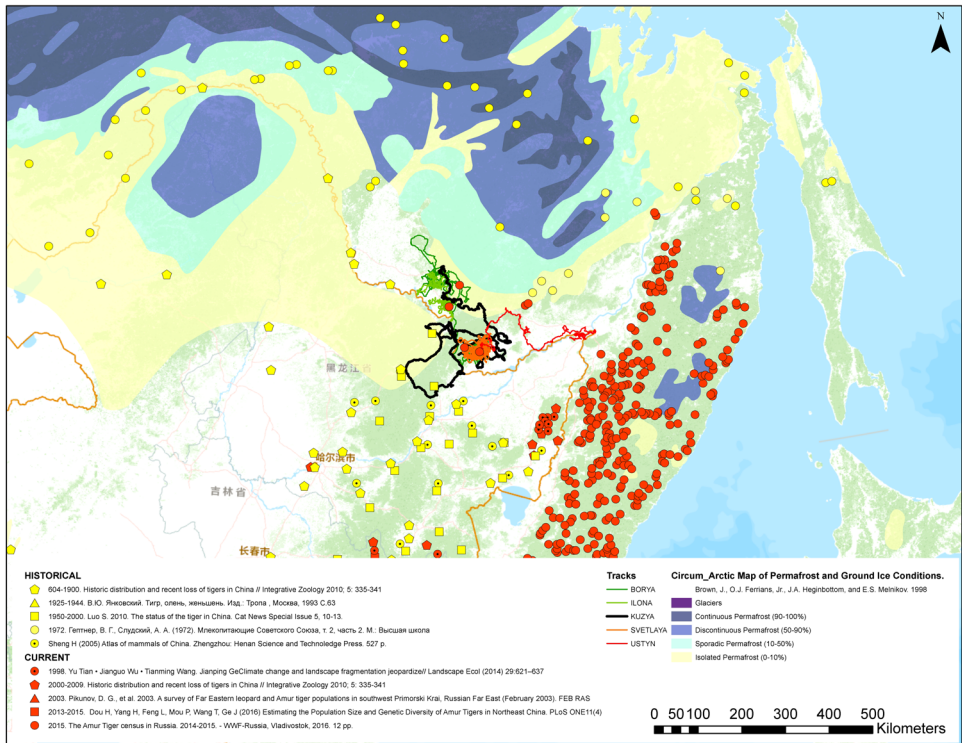 N
黑龙江省
哈尔滨市
吉林省
长春市
HISTORICAL
604-1900. Historic distribution and recent loss of tigers in China // Integrative Zoology 2010; 5: 335-341
1925-1944. В.Ю. Янковский. Тигр, олень, женьшень. Изд.: Тропа , Москва, 1993 С.63
1950-2000. Luo S. 2010. The status of the tiger in China. Cat News Special Issue 5, 10-13.
1972. Гептнер, В. Г., Слудский, А. А. (1972). Млекопитающие Советского Союза, т. 2, часть 2. М.: Высшая школа
Sheng H (2005) Atlas of mammals of China. Zhengzhou: Henan Science and Technoledge Press. 527 p.
CURRENT
1998. Yu Tian • Jianguo Wu • Tianming Wang. Jianping GeClimate change and landscape fragmentation jeopardize// Landscape Ecol (2014) 29:621–637
2000-2009. Historic distribution and recent loss of tigers in China // Integrative Zoology 2010; 5: 335-341
2003. Pikunov, D. G., et al. 2003. A survey of Far Eastern leopard and Amur tiger populations in southwest Primorski Krai, Russian Far East (February 2003). FEB RAS
2013-2015. Dou H, Yang H, Feng L, Mou P, Wang T, Ge J (2016) Estimating the Population Size and Genetic Diversity of Amur Tigers in Northeast China. PLoS ONE11(4)
2015. The Amur Tiger census in Russia. 2014-2015. - WWF-Russia, Vladivostok, 2016. 12 pp.
Tracks
BORYA
ILONA
KUZYA
SVETLAYA
USTYN
Circum_Arctic Map of Permafrost and Ground Ice Conditions.
Brown, J., O.J. Ferrians, Jr., J.A. Heginbottom, and E.S. Melnikov. 1998
Glaciers
Continuous Permafrost (90-100%)
Discontinuous Permafrost (50-90%)
Sporadic Permafrost (10-50%)
Isolated Permafrost (0-10%)
0 50 100 200 300 400 500
Kilometers